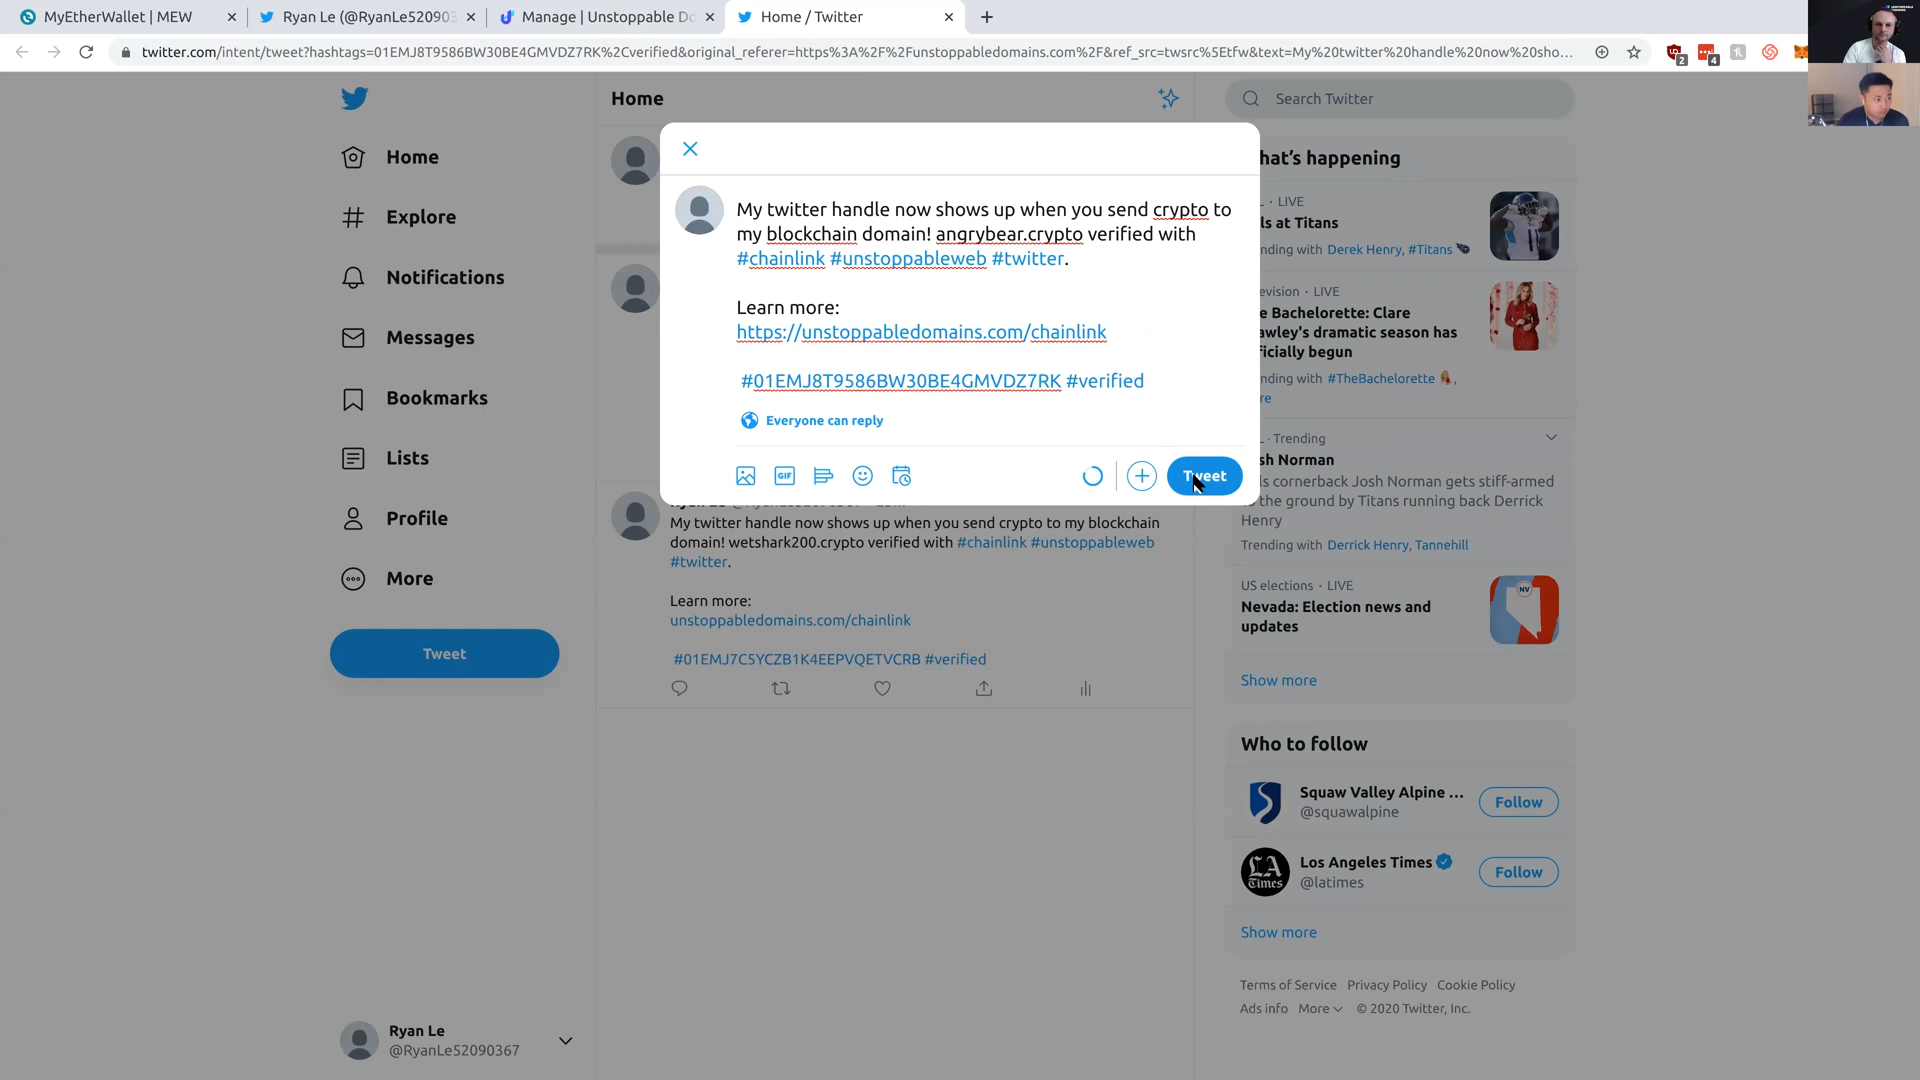 MyEtherWallet | MEW
Ryan Le (@RyanLe520903
Manage | Unstoppable Do
Home / Twitter
twitter.com/intent/tweet?hashtags=01EMJ8T9586BW30BE4GMVDZ7RK%2Cverified&original_referer=https%3A%2F%2Funstoppabledomains.com%2F&ref_src=twsrc%5Etfw&text=My%20twitter%20handle%20now%20sho...
2
4
Home
Search Twitter
Home
Explore
Notifications
Messages
Bookmarks
Lists
Profile
More
Tweet
Ryan Le
@RyanLe52090367
My twitter handle now shows up when you send crypto to
my blockchain domain! angrybear.crypto verified with
#chainlink #unstoppableweb #twitter.
Learn more:
https://unstoppabledomains.com/chainlink
#01EMJ8T9586BW30BE4GMVDZ7RK #verified
Everyone can reply
GIF
Tweet
My twitter handle now shows up when you send crypto to my blockchain
domain! wetshark200.crypto verified with #chainlink #unstoppableweb
#twitter.
Learn more:
unstoppabledomains.com/chainlink
#01EMJ7C5YCZB1K4EEPVQETVCRB #verified
hat's happening
L · LIVE
ls at Titans
nding with Derek Henry, #Titans
evision · LIVE
e Bachelorette: Clare
awley's dramatic season has
ficially begun
nding with #TheBachelorette ,
re
L · Trending
sh Norman
ls cornerback Josh Norman gets stiff-armed
o the ground by Titans running back Derrick
Henry
Trending with Derrick Henry, Tannehill
US elections · LIVE
Nevada: Election news and
updates
NV
Show more
Who to follow
Squaw Valley Alpine ...
@squawalpine
Follow
LA
Times
Los Angeles Times
@latimes
Follow
Show more
Terms of Service Privacy Policy Cookie Policy
Ads info More © 2020 Twitter, Inc.